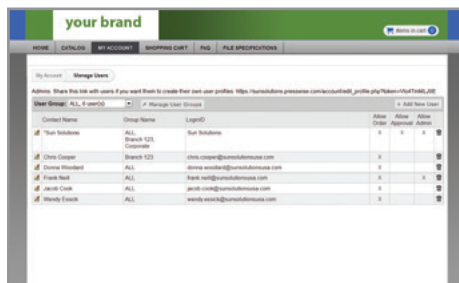 your brand
items in cart 0
HOME CATALOG MY ACCOUNT SHOPPING CART FAQ FILE SPECIFICATIONS
My Account Manage Users
Admins: Share this link with users if you want them to create their own user profiles.
User Group: ALL, 6 user(s) Manage User Groups + Add New User
Contact Name Group Name LoginID Allow Order Allow Approval Allow Admin
*Sun Solutions ALL, Branch 123, Corporate Sun Solutions X X X
Chris Cooper Branch 123 chris.cooper@sunsolutionsusa.com X
Donna Woodard ALL donna.woodard@sunsolutionsusa.com X
Frank Neill ALL frank.neill@sunsolutionsusa.com X X
Jacob Cook ALL jacob.cook@sunsolutionsusa.com X
Wendy Essick ALL wendy.essick@sunsolutionsusa.com X